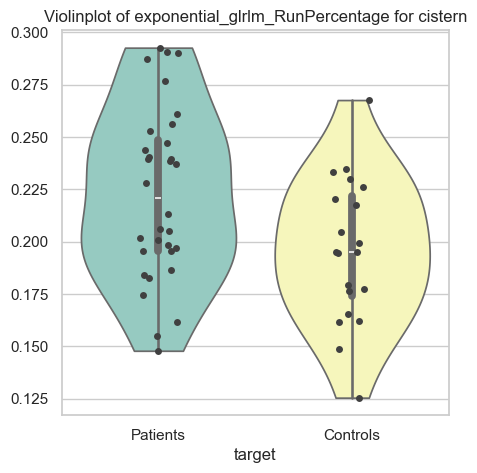 Violinplot of exponential_glrlm_RunPercentage for cistern
0.300
0.275
0.250
0.225
0.200
0.175
0.150
0.125
Patients
Controls
target